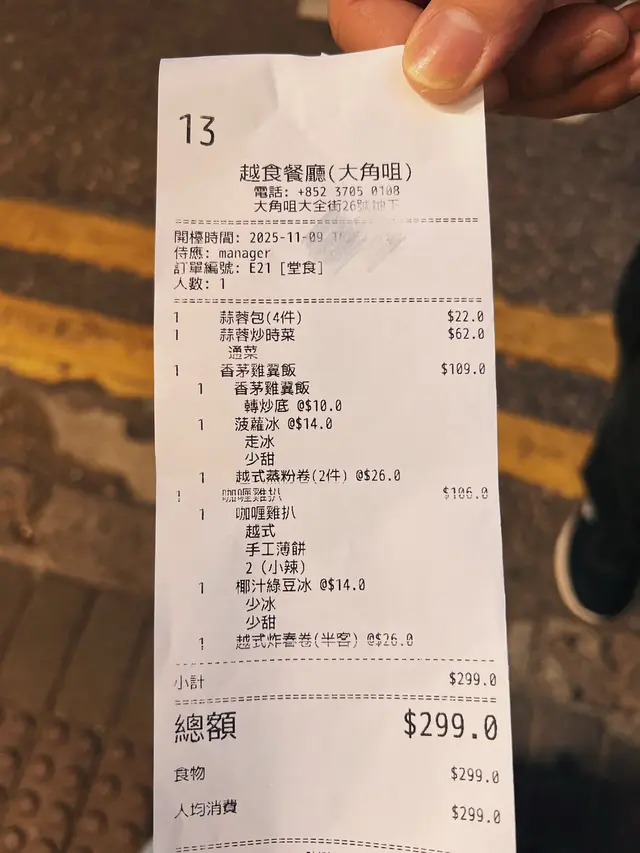 13
越食餐廳(大角咀)
電話: +852 3705 0108
大角咀大全街26號地下
開檯時間: 2025-11-09
侍應: manager
訂單編號: E21 [堂食]
人數: 1
1 蒜蓉包(4件) $22.0
1 蒜蓉炒時菜 $62.0
通菜
1 香茅雞翼飯 $109.0
1 香茅雞翼飯
轉炒底 @$10.0
1 菠蘿冰 @$14.0
走冰
少甜
1 越式蒸粉卷(2件) @$26.0
1 咖喱雞扒 $106.0
1 咖喱雞扒
越式
手工薄餅
2 (小辣)
1 椰汁綠豆冰 @$14.0
少冰
少甜
1 越式炸春卷(半客) @$26.0
小計 $299.0
總額 $299.0
食物 $299.0
人均消費 $299.0